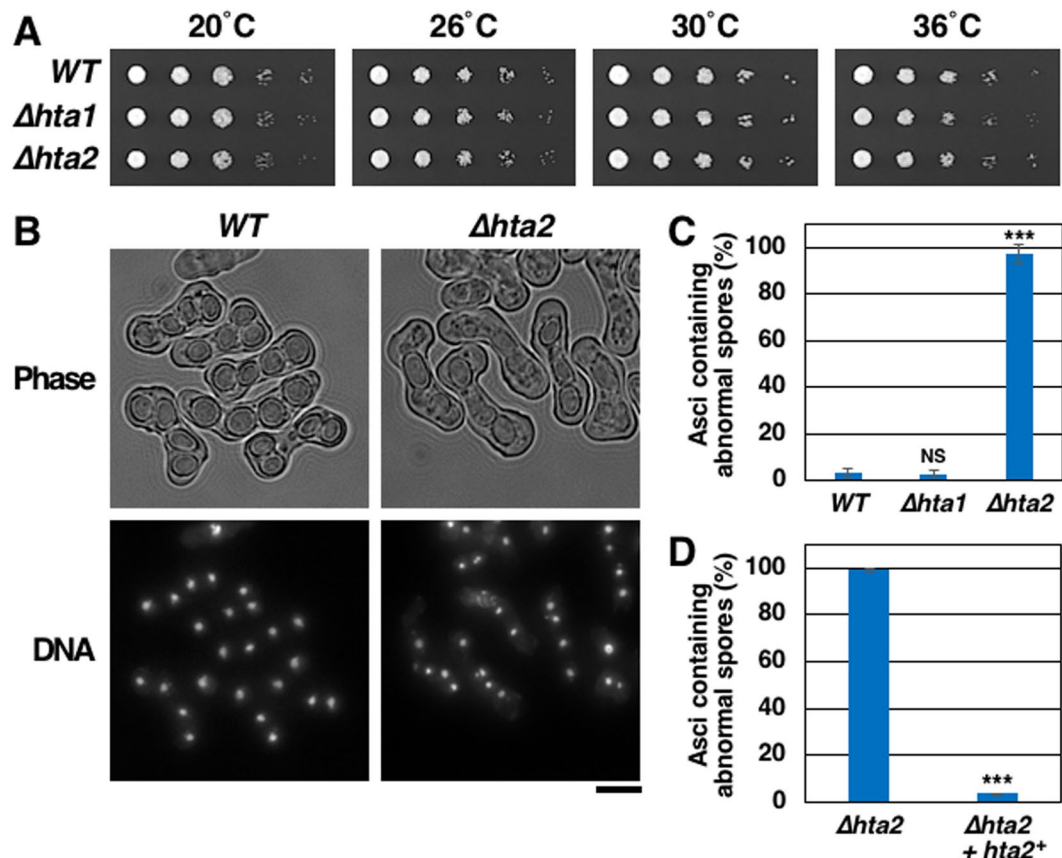 A
20°C 26°C 30°C 36°C
WT
Δhta1
Δhta2
B
WT Δhta2
Phase
DNA
C
Asci containing
abnormal spores (%)
100
80
60
40
20
0
NS
***
WT Δhta1 Δhta2
D
Asci containing
abnormal spores (%)
100
80
60
40
20
0
***
Δhta2 Δhta2
+ hta2⁺